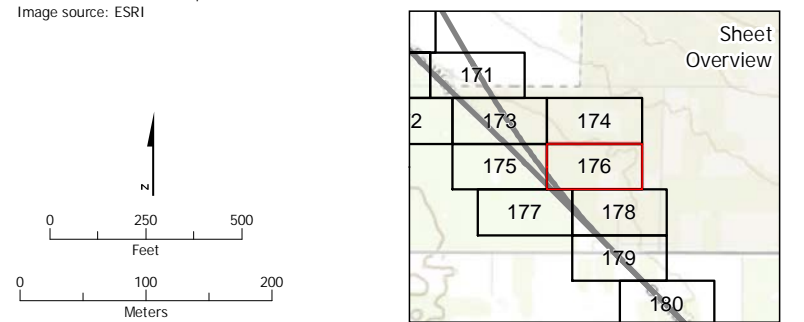 Image source: ESRI
N
0 250 500
Feet
0 100 200
Meters
Sheet
Overview
171
2 173 174
175 176
177 178
179
180